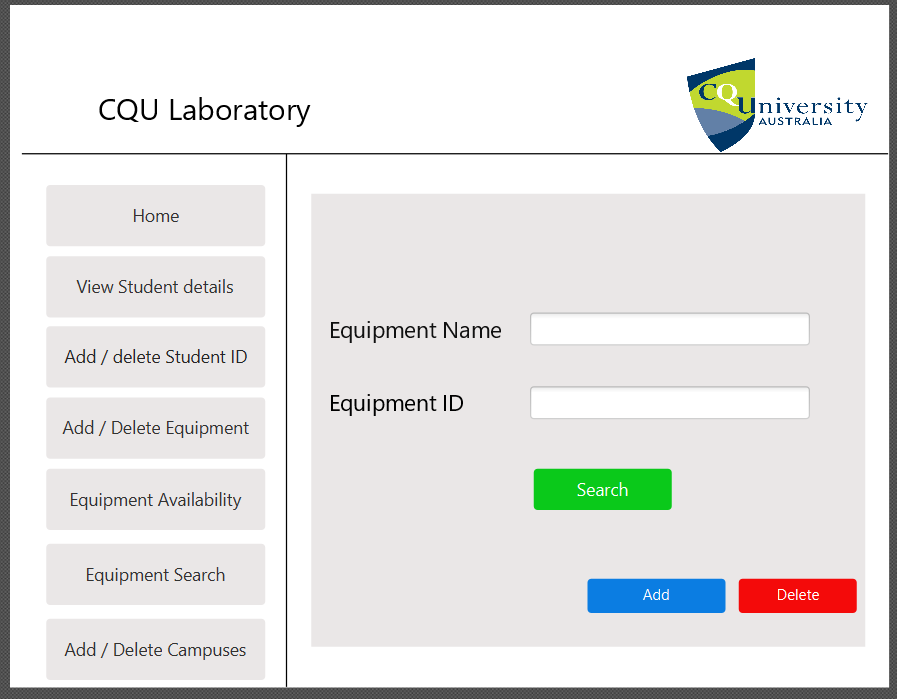 CQU Laboratory
CQUniversity
AUSTRALIA
Home
View Student details
Add / delete Student ID
Add / Delete Equipment
Equipment Availability
Equipment Search
Add / Delete Campuses
Equipment Name
Equipment ID
Search
Add
Delete